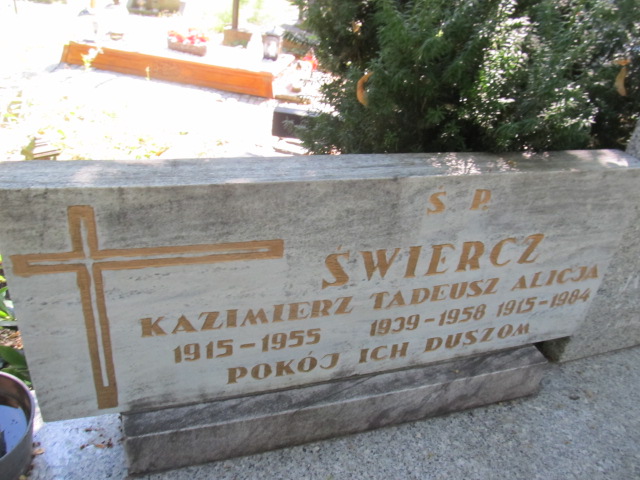 S. P.
ŚWIERCZ
KAZIMIERZ TADEUSZ ALICJA
1915-1955 1939-1958 1915-1984
POKÓJ ICH DUSZOM